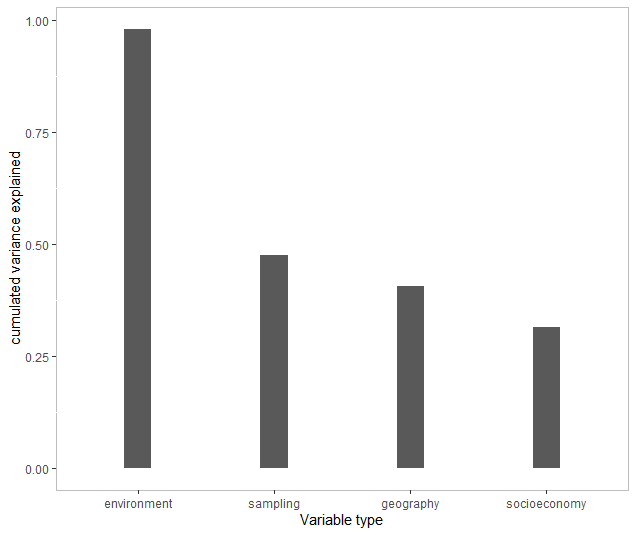 cumulated variance explained
1.00
0.75
0.50
0.25
0.00
environment sampling geography socioeconomy
Variable type